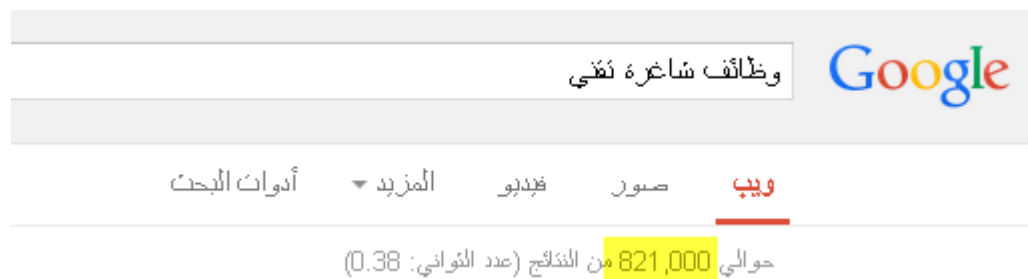 Google
وظائف شاغرة تقني
ويب صور فيديو المزيد أدوات البحث
حوالي 821,000 من النتائج (عدد الثواني: 0.38)